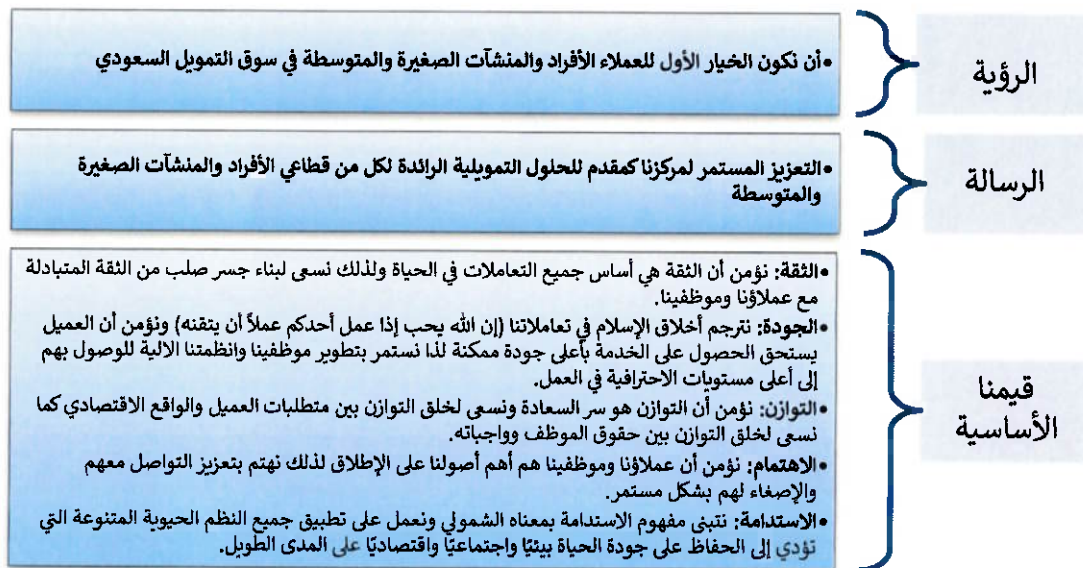 الرؤية
•أن نكون الخيار الأول للعملاء الأفراد والمنشآت الصغيرة والمتوسطة في سوق التمويل السعودي
الرسالة
•التعزيز المستمر لمركزنا كمقدم للحلول التمويلية الرائدة لكل من قطاعي الأفراد والمنشآت الصغيرة
والمتوسطة
قيمنا
الأساسية
•الثقة: نؤمن أن الثقة هي أساس جميع التعاملات في الحياة ولذلك نسعى لبناء جسر صلب من الثقة المتبادلة
مع عملاؤنا وموظفينا.
•الجودة: نترجم أخلاق الإسلام في تعاملاتنا (إن الله يحب إذا عمل أحدكم عملاً أن يتقنه) ونؤمن أن العميل
يستحق الحصول على الخدمة بأعلى جودة ممكنة لذا نستمر بتطوير موظفينا وانظمتنا الالية للوصول بهم
إلى أعلى مستويات الاحترافية في العمل.
•التوازن: نؤمن أن التوازن هو سر السعادة ونسعى لخلق التوازن بين متطلبات العميل والواقع الاقتصادي كما
نسعى لخلق التوازن بين حقوق الموظف وواجباته.
•الاهتمام: نؤمن أن عملاؤنا وموظفينا هم أهم أصولنا على الإطلاق لذلك نهتم بتعزيز التواصل معهم
والإصغاء لهم بشكل مستمر.
•الاستدامة: نتبنى مفهوم الاستدامة بمعناه الشمولي ونعمل على تطبيق جميع النظم الحيوية المتنوعة التي
تؤدي إلى الحفاظ على جودة الحياة بيئيًا واجتماعيًا واقتصاديًا على المدى الطويل.